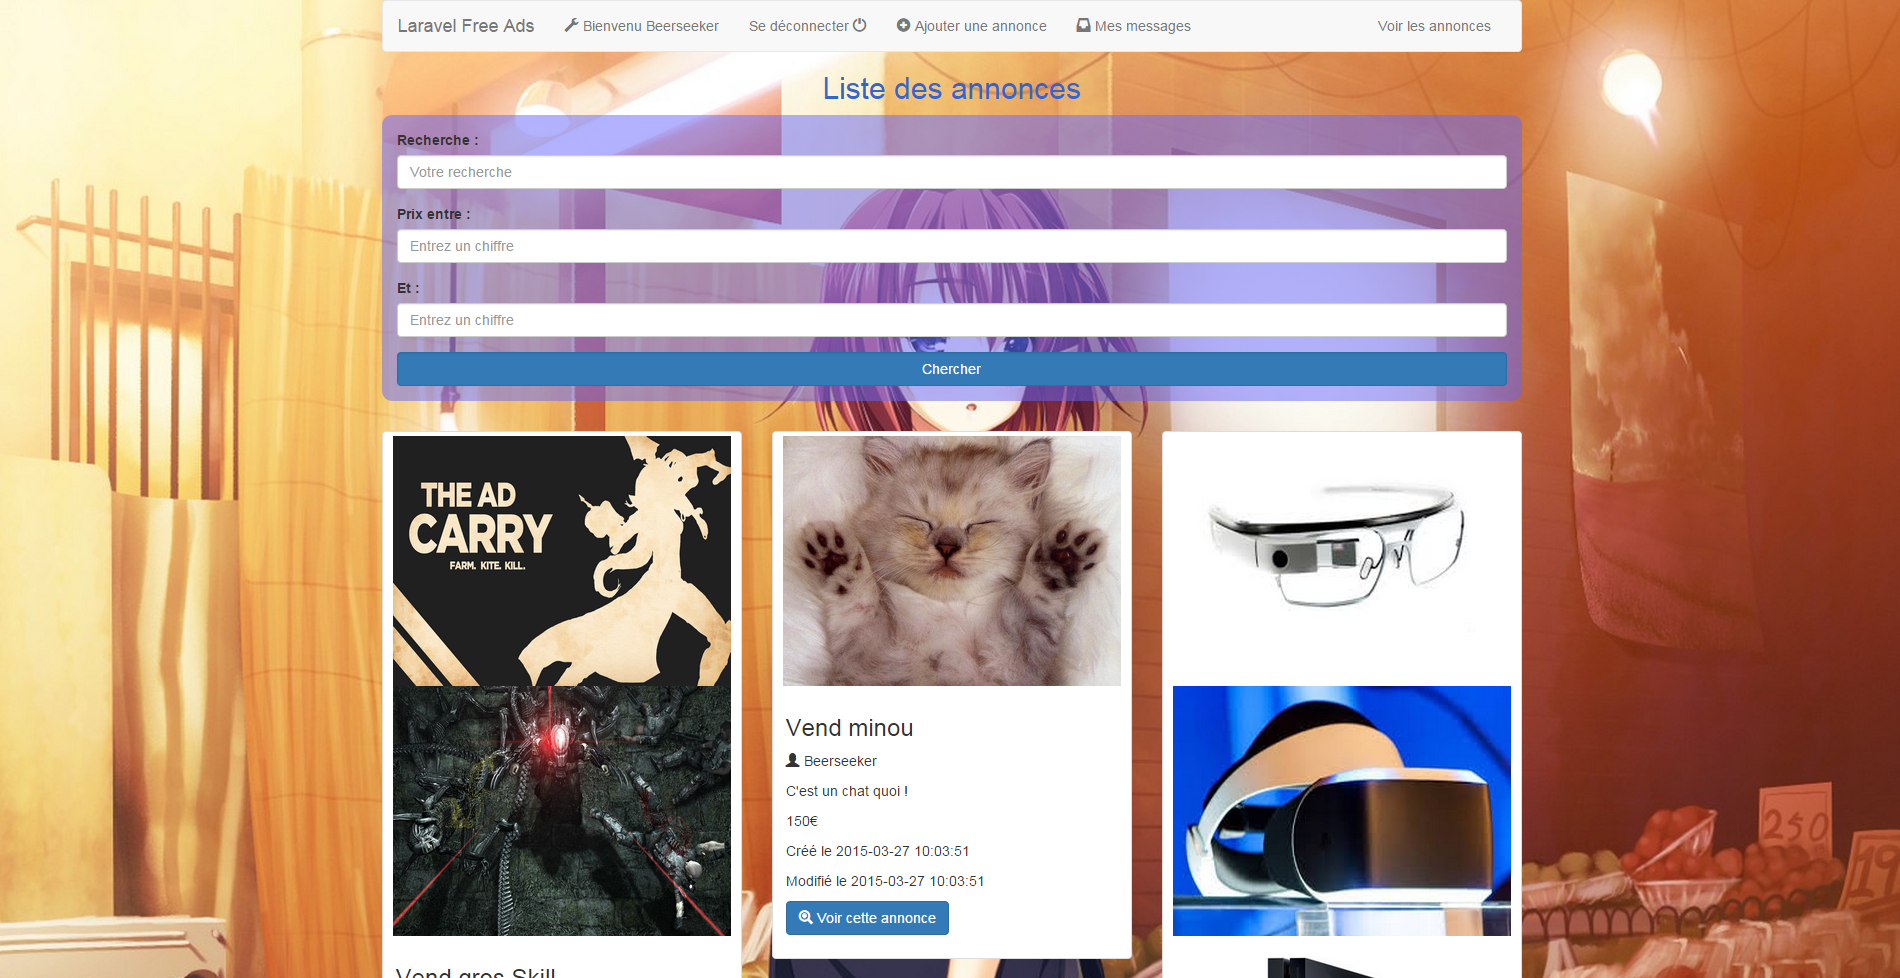 Laravel Free Ads Bienvenu Beerseeker Se déconnecter Ajouter une annonce Mes messages Voir les annonces
Liste des annonces
Recherche :
Votre recherche
Prix entre :
Entrez un chiffre
Et :
Entrez un chiffre
Chercher
THE AD
CARRY
FARM. KITE. KILL.
Vend gros Skill
Vend minou
Beerseeker
C'est un chat quoi !
150€
Créé le 2015-03-27 10:03:51
Modifié le 2015-03-27 10:03:51
Voir cette annonce
250
19